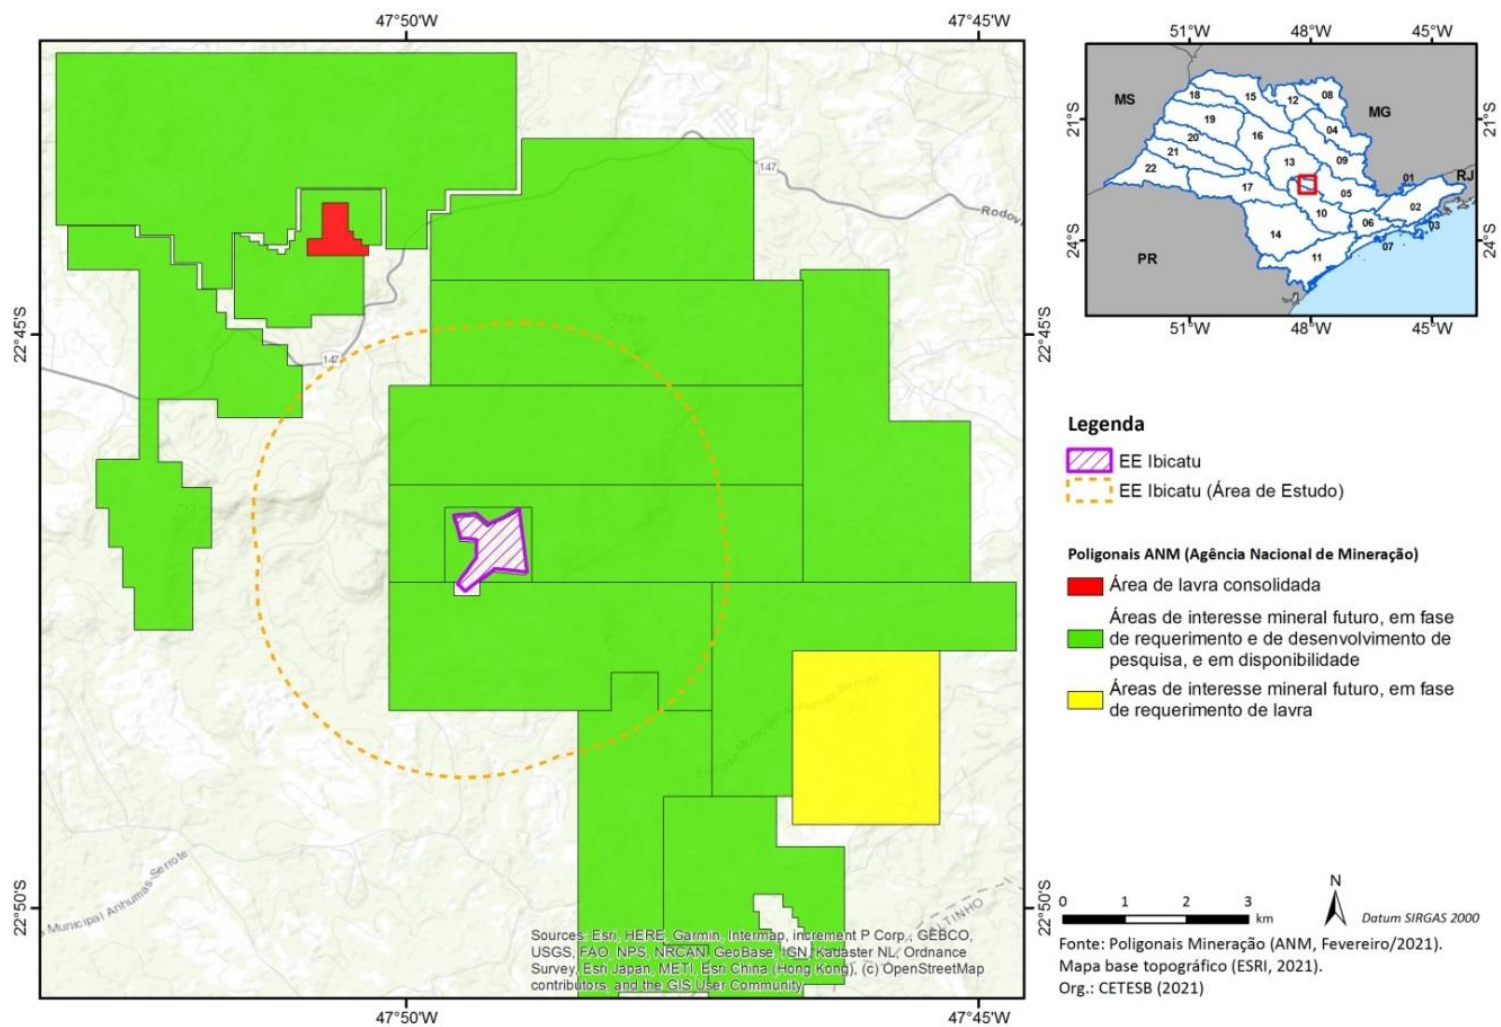 47°50'W
47°45'W
22°45'S
22°50'S
147
147
Rodov
Municipal Anhumas-Serrote
Sources: Esri, HERE, Garmin, Intermap, increment P Corp., GEBCO,
USGS, FAO, NPS, NRCAN, GeoBase, IGN, Kadaster NL, Ordnance
Survey, Esri Japan, METI, Esri China (Hong Kong), (c) OpenStreetMap
contributors, and the GIS User Community
22°45'S
22°50'S
47°50'W
47°45'W
51°W
48°W
45°W
21°S
24°S
MS
MG
RJ
PR
18
15
12
08
19
16
04
20
21
13
09
22
17
05
01
02
10
06
03
14
07
11
21°S
24°S
51°W
48°W
45°W
Legenda
EE Ibicatu
EE Ibicatu (Área de Estudo)
Poligonais ANM (Agência Nacional de Mineração)
Área de lavra consolidada
Áreas de interesse mineral futuro, em fase
de requerimento e de desenvolvimento de
pesquisa, e em disponibilidade
Áreas de interesse mineral futuro, em fase
de requerimento de lavra
0 1 2 3
km
N
Datum SIRGAS 2000
Fonte: Poligonais Mineração (ANM, Fevereiro/2021).
Mapa base topográfico (ESRI, 2021).
Org.: CETESB (2021)